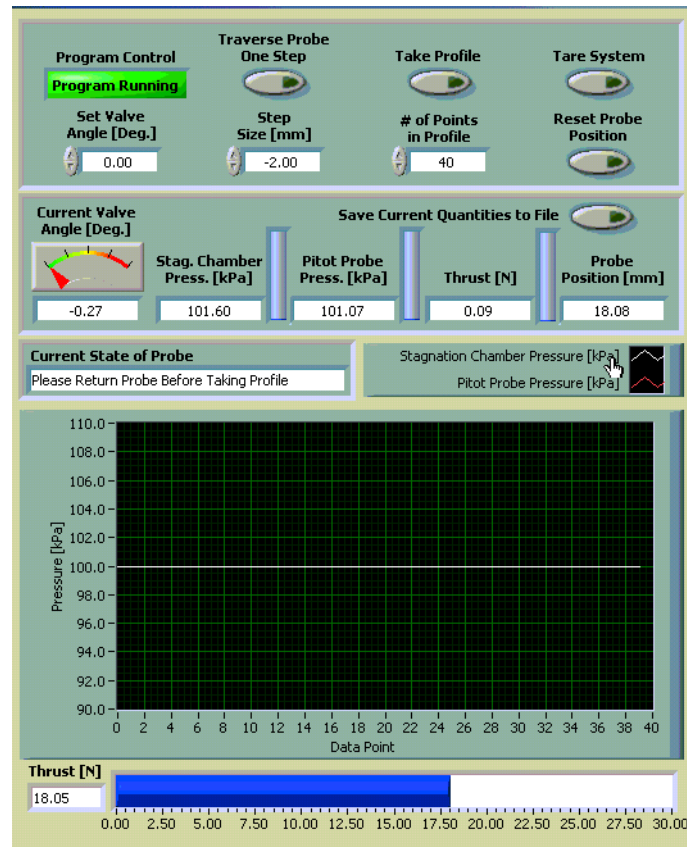 Program Control
Traverse Probe
One Step
Take Profile
Tare System
Program Running
Set Valve
Angle [Deg.]
Step
Size [mm]
# of Points
in Profile
Reset Probe
Position
0.00
-2.00
40
Current Valve
Angle [Deg.]
Save Current Quantities to File
Stag. Chamber
Press. [kPa]
Pitot Probe
Press. [kPa]
Thrust [N]
Probe
Position [mm]
-0.27
101.60
101.07
0.09
18.08
Current State of Probe
Please Return Probe Before Taking Profile
Stagnation Chamber Pressure [kPa]
Pitot Probe Pressure [kPa]
110.0
108.0
106.0
104.0
102.0
100.0
98.0
96.0
94.0
92.0
90.0
Pressure [kPa]
0 2 4 6 8 10 12 14 16 18 20 22 24 26 28 30 32 34 36 38 40
Data Point
Thrust [N]
18.05
0.00 2.50 5.00 7.50 10.00 12.50 15.00 17.50 20.00 22.50 25.00 27.50 30.00